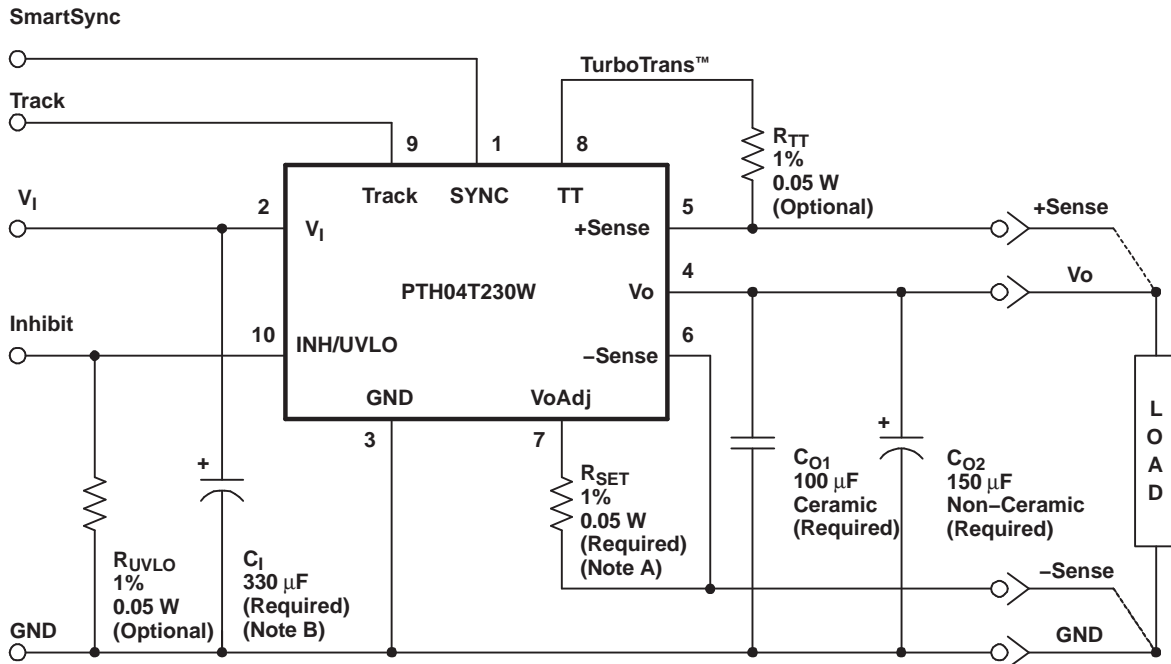 SmartSync
TurboTrans™
Track
9
1
8
RTT
1%
0.05 W
(Optional)
VI
2
Track
SYNC
TT
5
+Sense
VI
+Sense
4
Vo
PTH04T230W
Vo
Inhibit
10
6
INH/UVLO
−Sense
GND
VoAdj
3
7
L
O
A
D
+
RSET
1%
0.05 W
(Required)
(Note A)
CO1
100 μF
Ceramic
(Required)
+
CO2
150 μF
Non−Ceramic
(Required)
RUVLO
1%
0.05 W
(Optional)
CI
330 μF
(Required)
(Note B)
−Sense
GND
GND